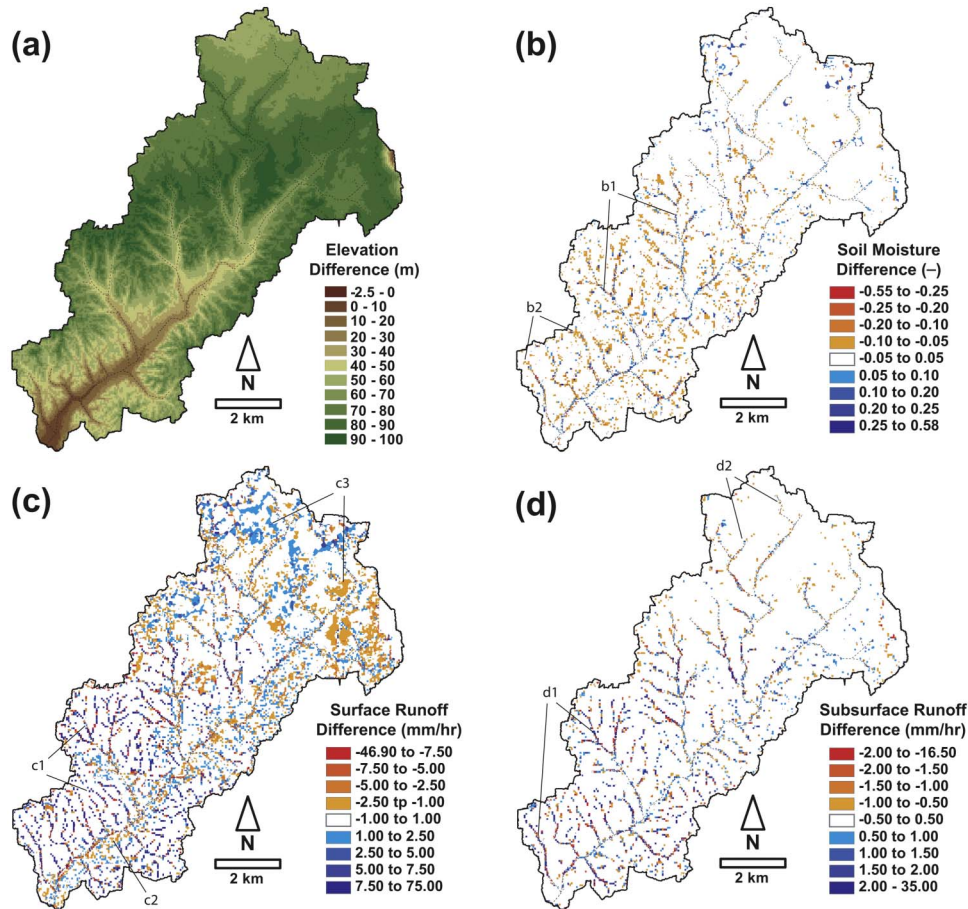 (a)
Elevation
Difference (m)
-2.5 - 0
0 - 10
10 - 20
20 - 30
30 - 40
40 - 50
50 - 60
60 - 70
70 - 80
80 - 90
90 - 100
N
2 km
(b)
b1
b2
Soil Moisture
Difference (–)
-0.55 to -0.25
-0.25 to -0.20
-0.20 to -0.10
-0.10 to -0.05
-0.05 to 0.05
0.05 to 0.10
0.10 to 0.20
0.20 to 0.25
0.25 to 0.58
N
2 km
(c)
c3
c1
c2
Surface Runoff
Difference (mm/hr)
-46.90 to -7.50
-7.50 to -5.00
-5.00 to -2.50
-2.50 tp -1.00
-1.00 to 1.00
1.00 to 2.50
2.50 to 5.00
5.00 to 7.50
7.50 to 75.00
N
2 km
(d)
d2
d1
Subsurface Runoff
Difference (mm/hr)
-2.00 to -16.50
-2.00 to -1.50
-1.50 to -1.00
-1.00 to -0.50
-0.50 to 0.50
0.50 to 1.00
1.00 to 1.50
1.50 to 2.00
2.00 - 35.00
N
2 km